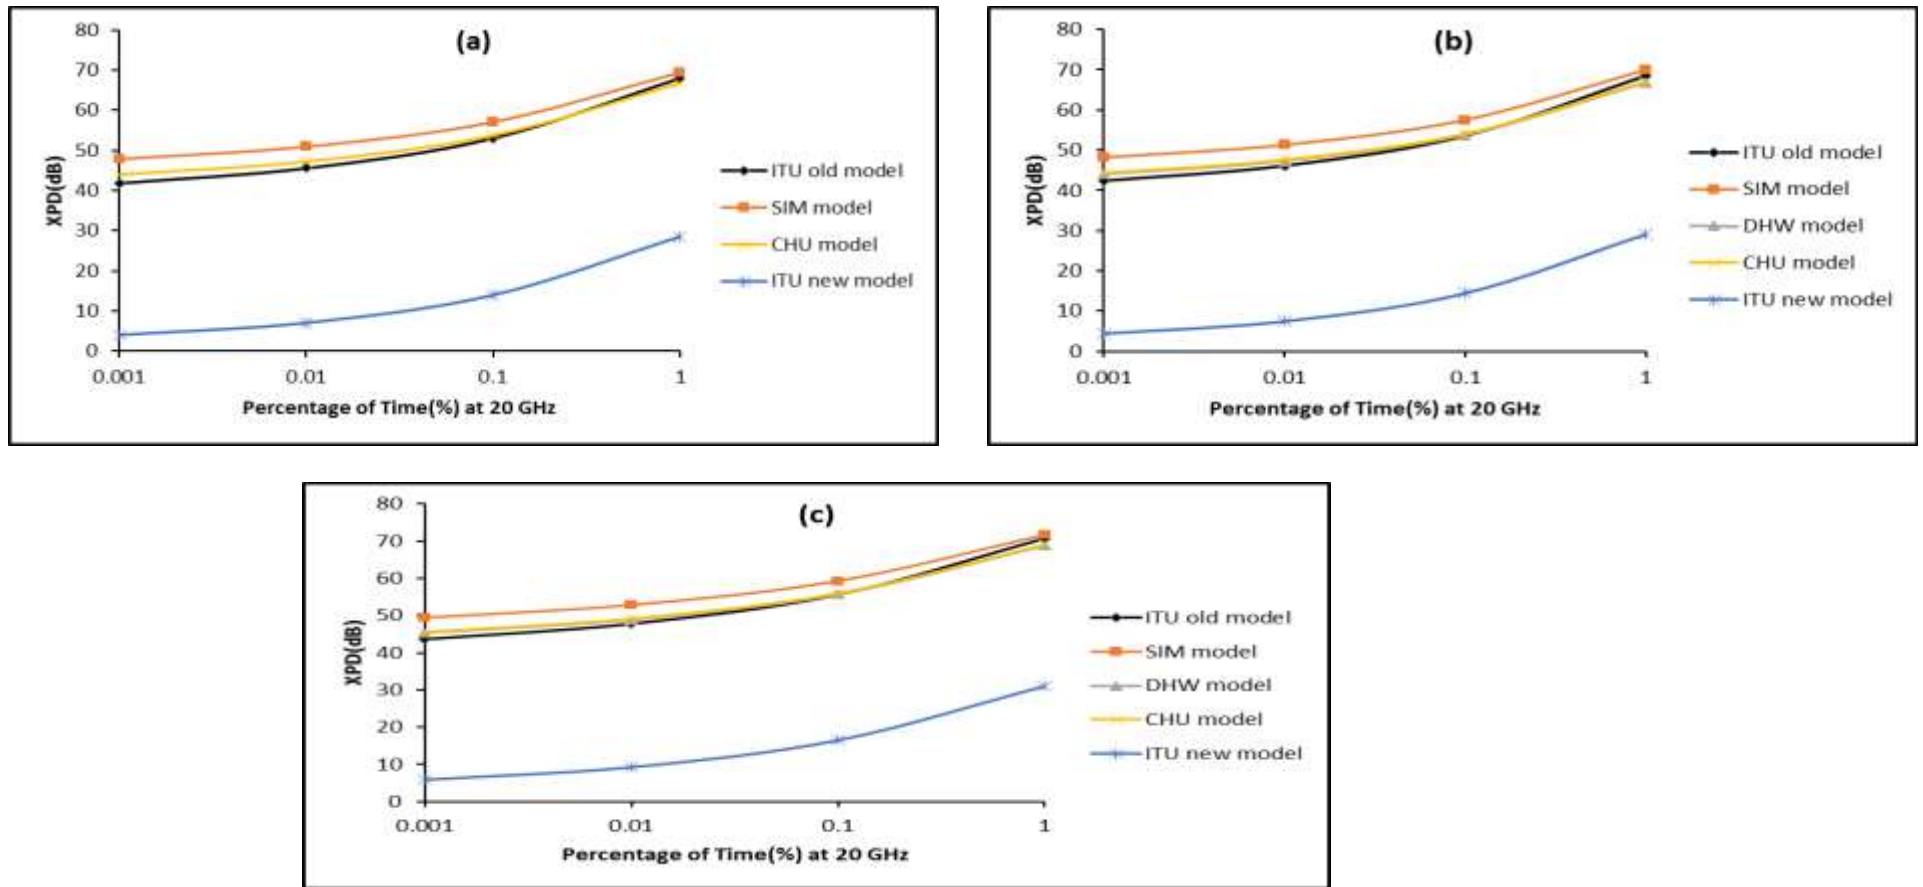 (a)
80
70
60
50
40
30
20
10
0
XPD(dB)
0.001 0.01 0.1 1
Percentage of Time(%) at 20 GHz
ITU old model
SIM model
CHU model
ITU new model
(b)
80
70
60
50
40
30
20
10
0
XPD(dB)
0.001 0.01 0.1 1
Percentage of Time(%) at 20 GHz
ITU old model
SIM model
DHW model
CHU model
ITU new model
(c)
80
70
60
50
40
30
20
10
0
XPD(dB)
0.001 0.01 0.1 1
Percentage of Time(%) at 20 GHz
ITU old model
SIM model
DHW model
CHU model
ITU new model